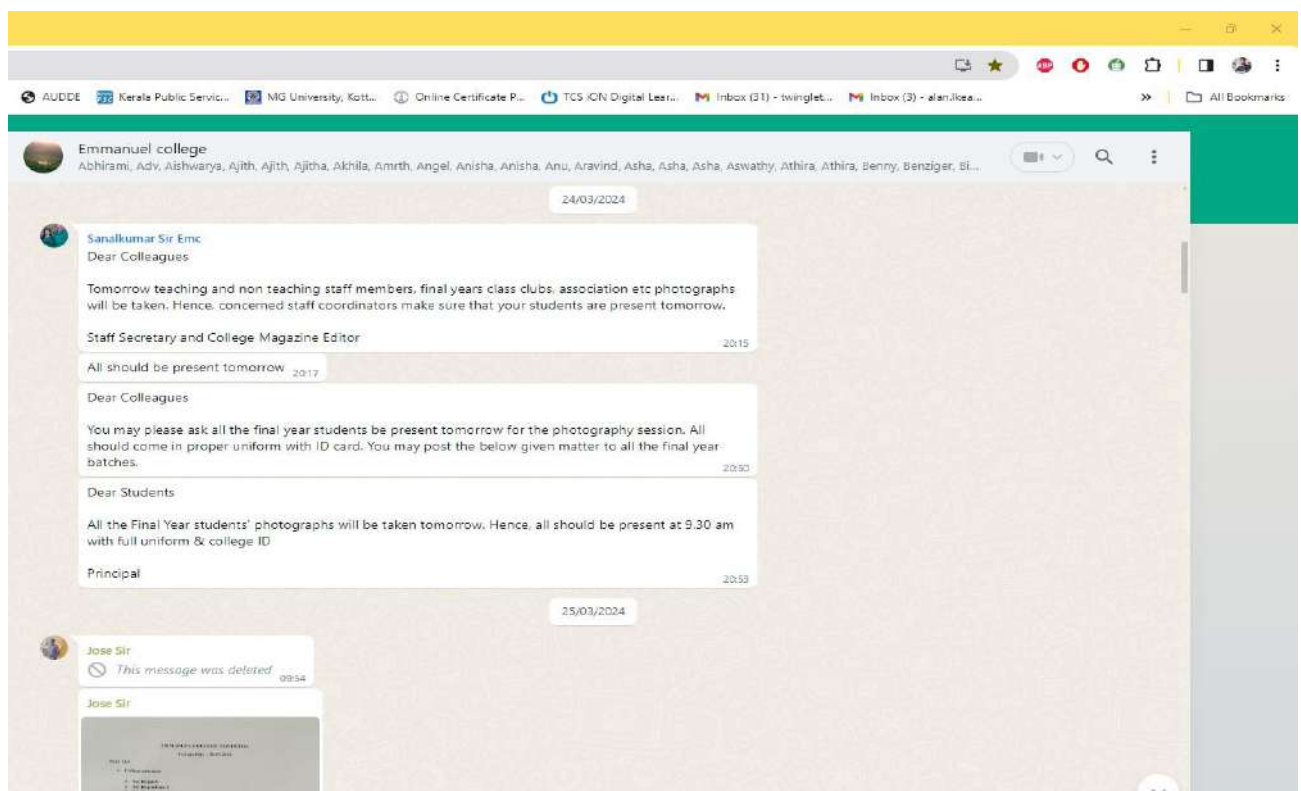 AUDDE Kerala Public Servic... MG University, Kott... Online Certificate P... TCS iON Digital Lear... Inbox (31) - twinglet... Inbox (3) - alan.lkea... » All Bookmarks
ABP
Emmanuel college
Abhirami, Adv, Aishwarya, Ajith, Ajith, Ajitha, Akhila, Amrth, Angel, Anisha, Anisha, Anu, Aravind, Asha, Asha, Asha, Aswathy, Athira, Athira, Benny, Benziger, Bi...
24/03/2024
Sanalkumar Sir Emc
Dear Colleagues
Tomorrow teaching and non teaching staff members, final years class clubs, association etc photographs
will be taken. Hence, concerned staff coordinators make sure that your students are present tomorrow.
Staff Secretary and College Magazine Editor
20:15
All should be present tomorrow 20:17
Dear Colleagues
You may please ask all the final year students be present tomorrow for the photography session. All
should come in proper uniform with ID card. You may post the below given matter to all the final year
batches.
20:50
Dear Students
All the Final Year students' photographs will be taken tomorrow. Hence, all should be present at 9.30 am
with full uniform & college ID
Principal
20:53
25/03/2024
Jose Sir
This message was deleted 09:54
Jose Sir